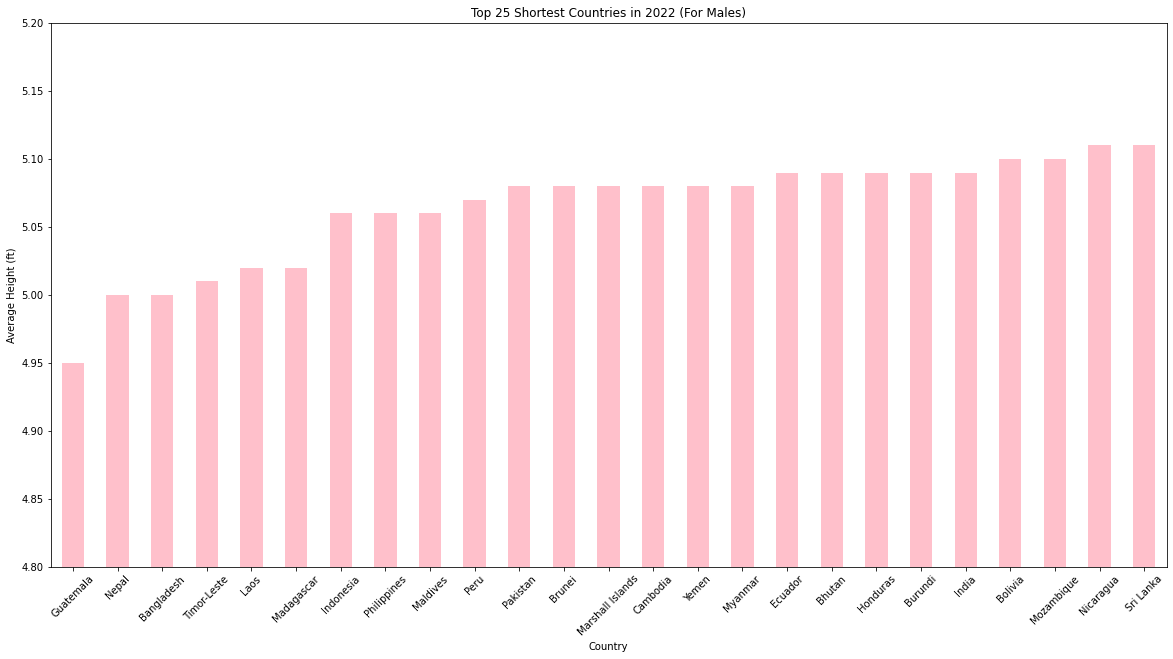 Top 25 Shortest Countries in 2022 (For Males)
5.20
5.15
5.10
5.05
5.00
4.95
4.90
4.85
4.80
Average Height (ft)
Guatemala
Nepal
Bangladesh
Timor-Leste
Laos
Madagascar
Indonesia
Philippines
Maldives
Peru
Pakistan
Brunei
Marshall Islands
Cambodia
Yemen
Myanmar
Ecuador
Bhutan
Honduras
Burundi
India
Bolivia
Mozambique
Nicaragua
Sri Lanka
Country